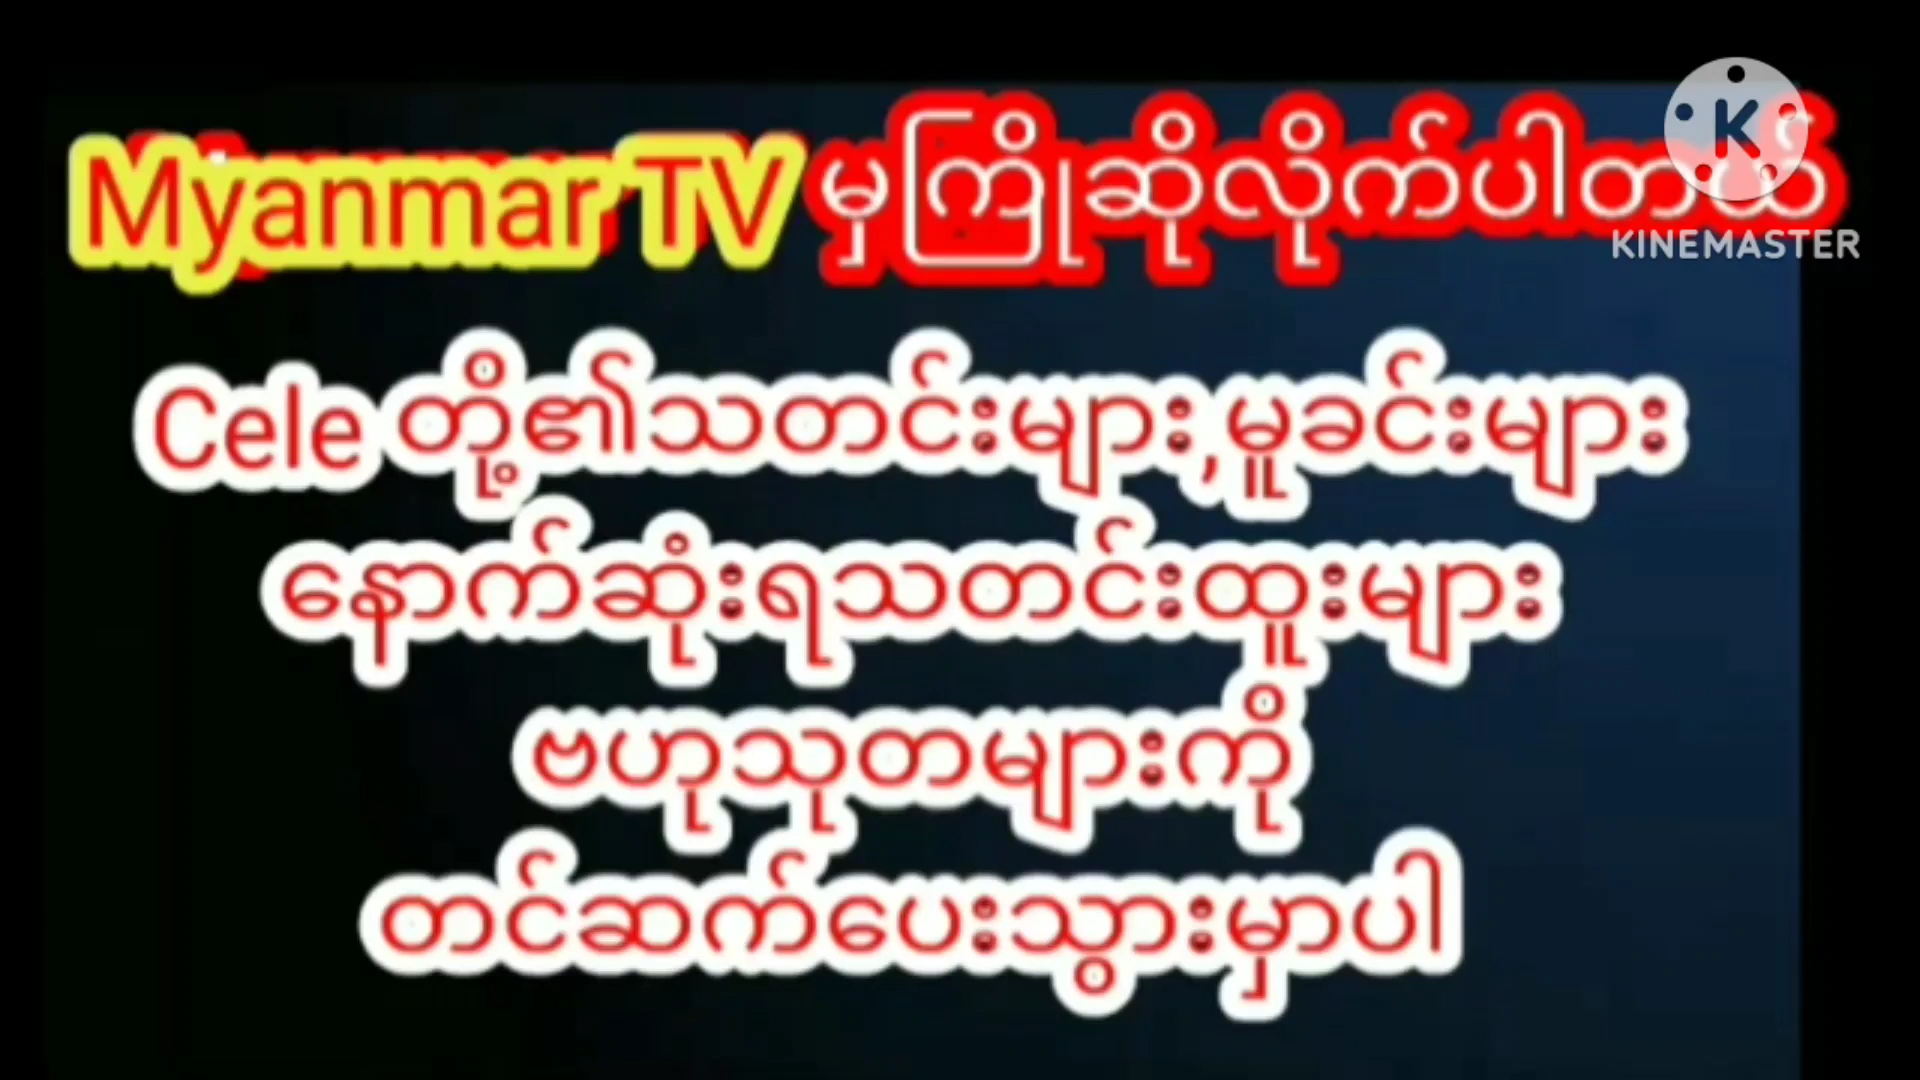 Myanmar TV မှကြိုဆိုလိုက်ပါတယ်
KINEMASTER
Cele တို့၏သတင်းများ,မူခင်းများ
နောက်ဆုံးရသတင်းထူးများ
ဗဟုသုတများကို
တင်ဆက်ပေးသွားမှာပါ